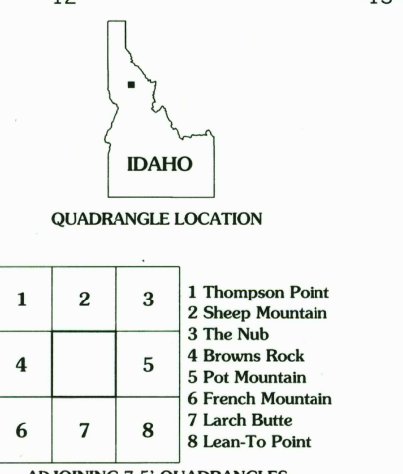 12
IDAHO
QUADRANGLE LOCATION
1 2 3
4 5
6 7 8
1 Thompson Point
2 Sheep Mountain
3 The Nub
4 Browns Rock
5 Pot Mountain
6 French Mountain
7 Larch Butte
8 Lean-To Point
ADJOINING 7.5' QUADRANGLES